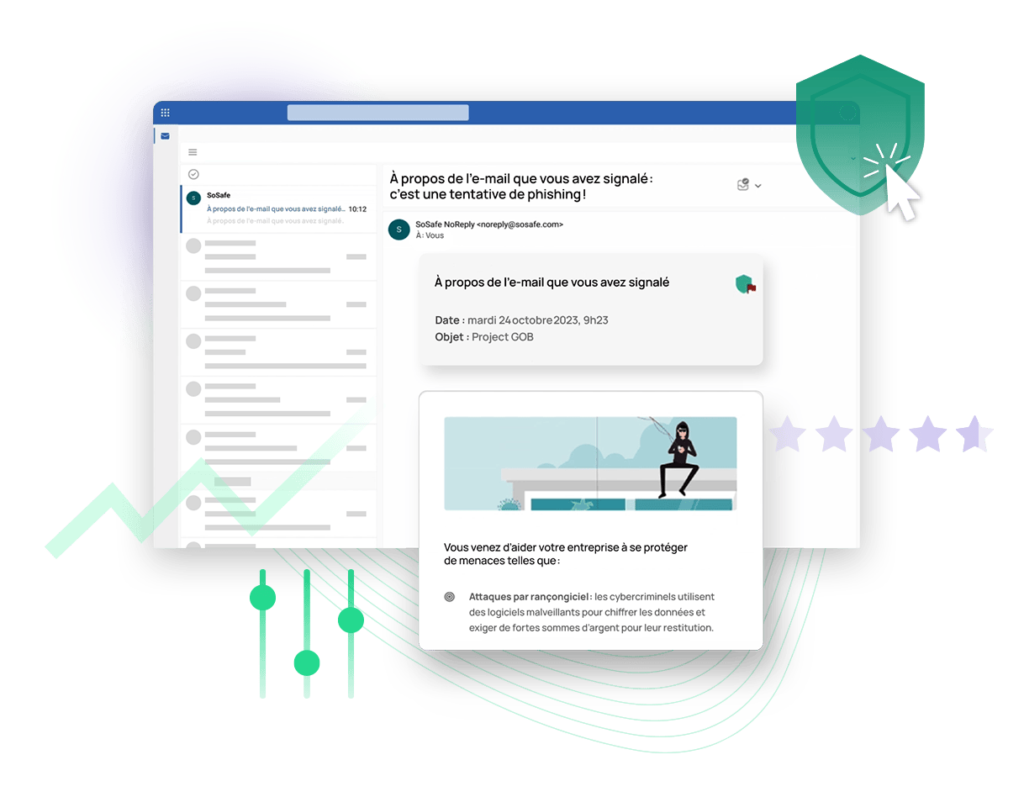 À propos de l'e-mail que vous avez signalé :
c'est une tentative de phishing !
SoSafe
À propos de l'e-mail que vous avez signalé.. 10:12
À propos de l'e-mail que vous avez signalé.
S
S
SoSafe NoReply <noreply@sosafe.com>
À : Vous
À propos de l'e-mail que vous avez signalé
Date : mardi 24 octobre 2023, 9h23
Objet : Project GOB
Vous venez d'aider votre entreprise à se protéger
de menaces telles que :
Attaques par rançongiciel : les cybercriminels utilisent
des logiciels malveillants pour chiffrer les données et
exiger de fortes sommes d'argent pour leur restitution.